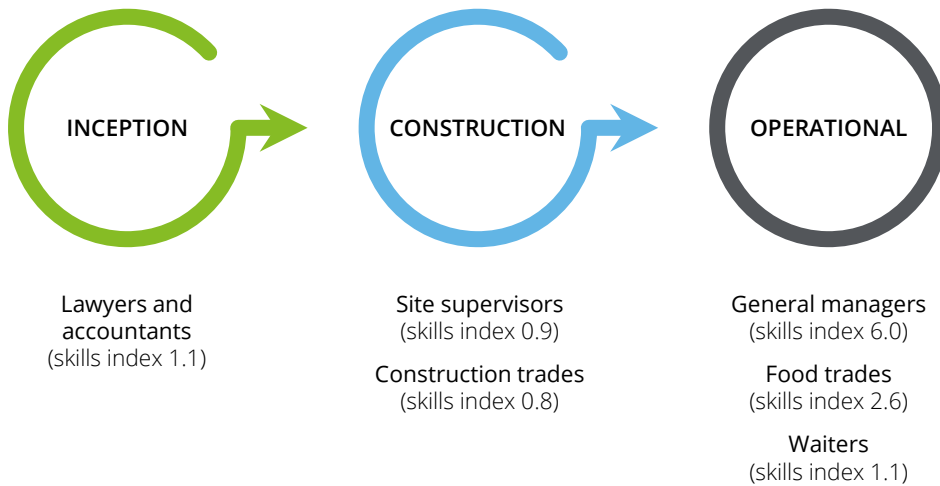 INCEPTION
Lawyers and
accountants
(skills index 1.1)
CONSTRUCTION
Site supervisors
(skills index 0.9)
Construction trades
(skills index 0.8)
OPERATIONAL
General managers
(skills index 6.0)
Food trades
(skills index 2.6)
Waiters
(skills index 1.1)